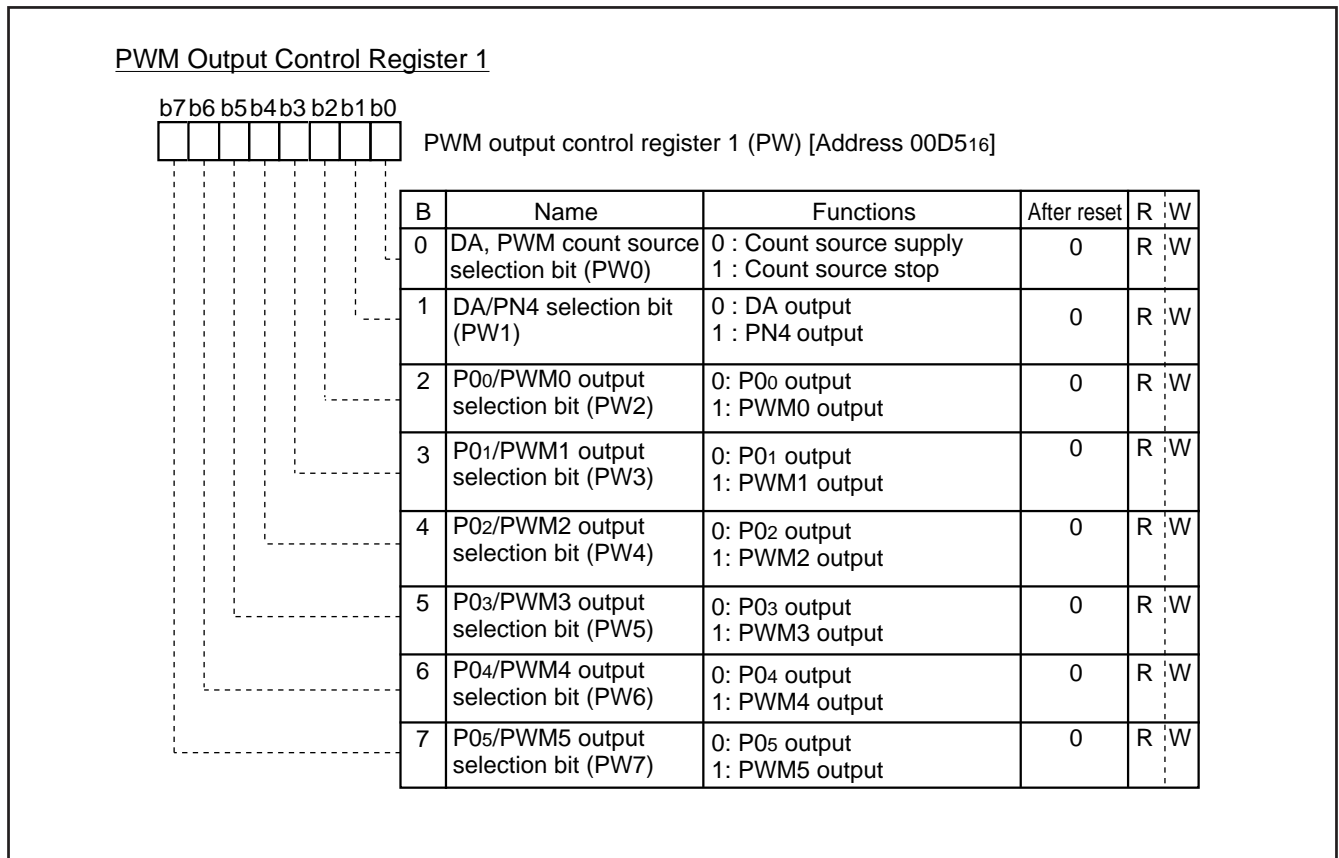 PWM Output Control Register 1
b7 b6 b5 b4 b3 b2 b1 b0
PWM output control register 1 (PW) [Address 00D516]
B Name Functions After reset R W
0 DA, PWM count source selection bit (PW0) 0 : Count source supply 1 : Count source stop 0 R W
1 DA/PN4 selection bit (PW1) 0 : DA output 1 : PN4 output 0 R W
2 P00/PWM0 output selection bit (PW2) 0: P00 output 1: PWM0 output 0 R W
3 P01/PWM1 output selection bit (PW3) 0: P01 output 1: PWM1 output 0 R W
4 P02/PWM2 output selection bit (PW4) 0: P02 output 1: PWM2 output 0 R W
5 P03/PWM3 output selection bit (PW5) 0: P03 output 1: PWM3 output 0 R W
6 P04/PWM4 output selection bit (PW6) 0: P04 output 1: PWM4 output 0 R W
7 P05/PWM5 output selection bit (PW7) 0: P05 output 1: PWM5 output 0 R W